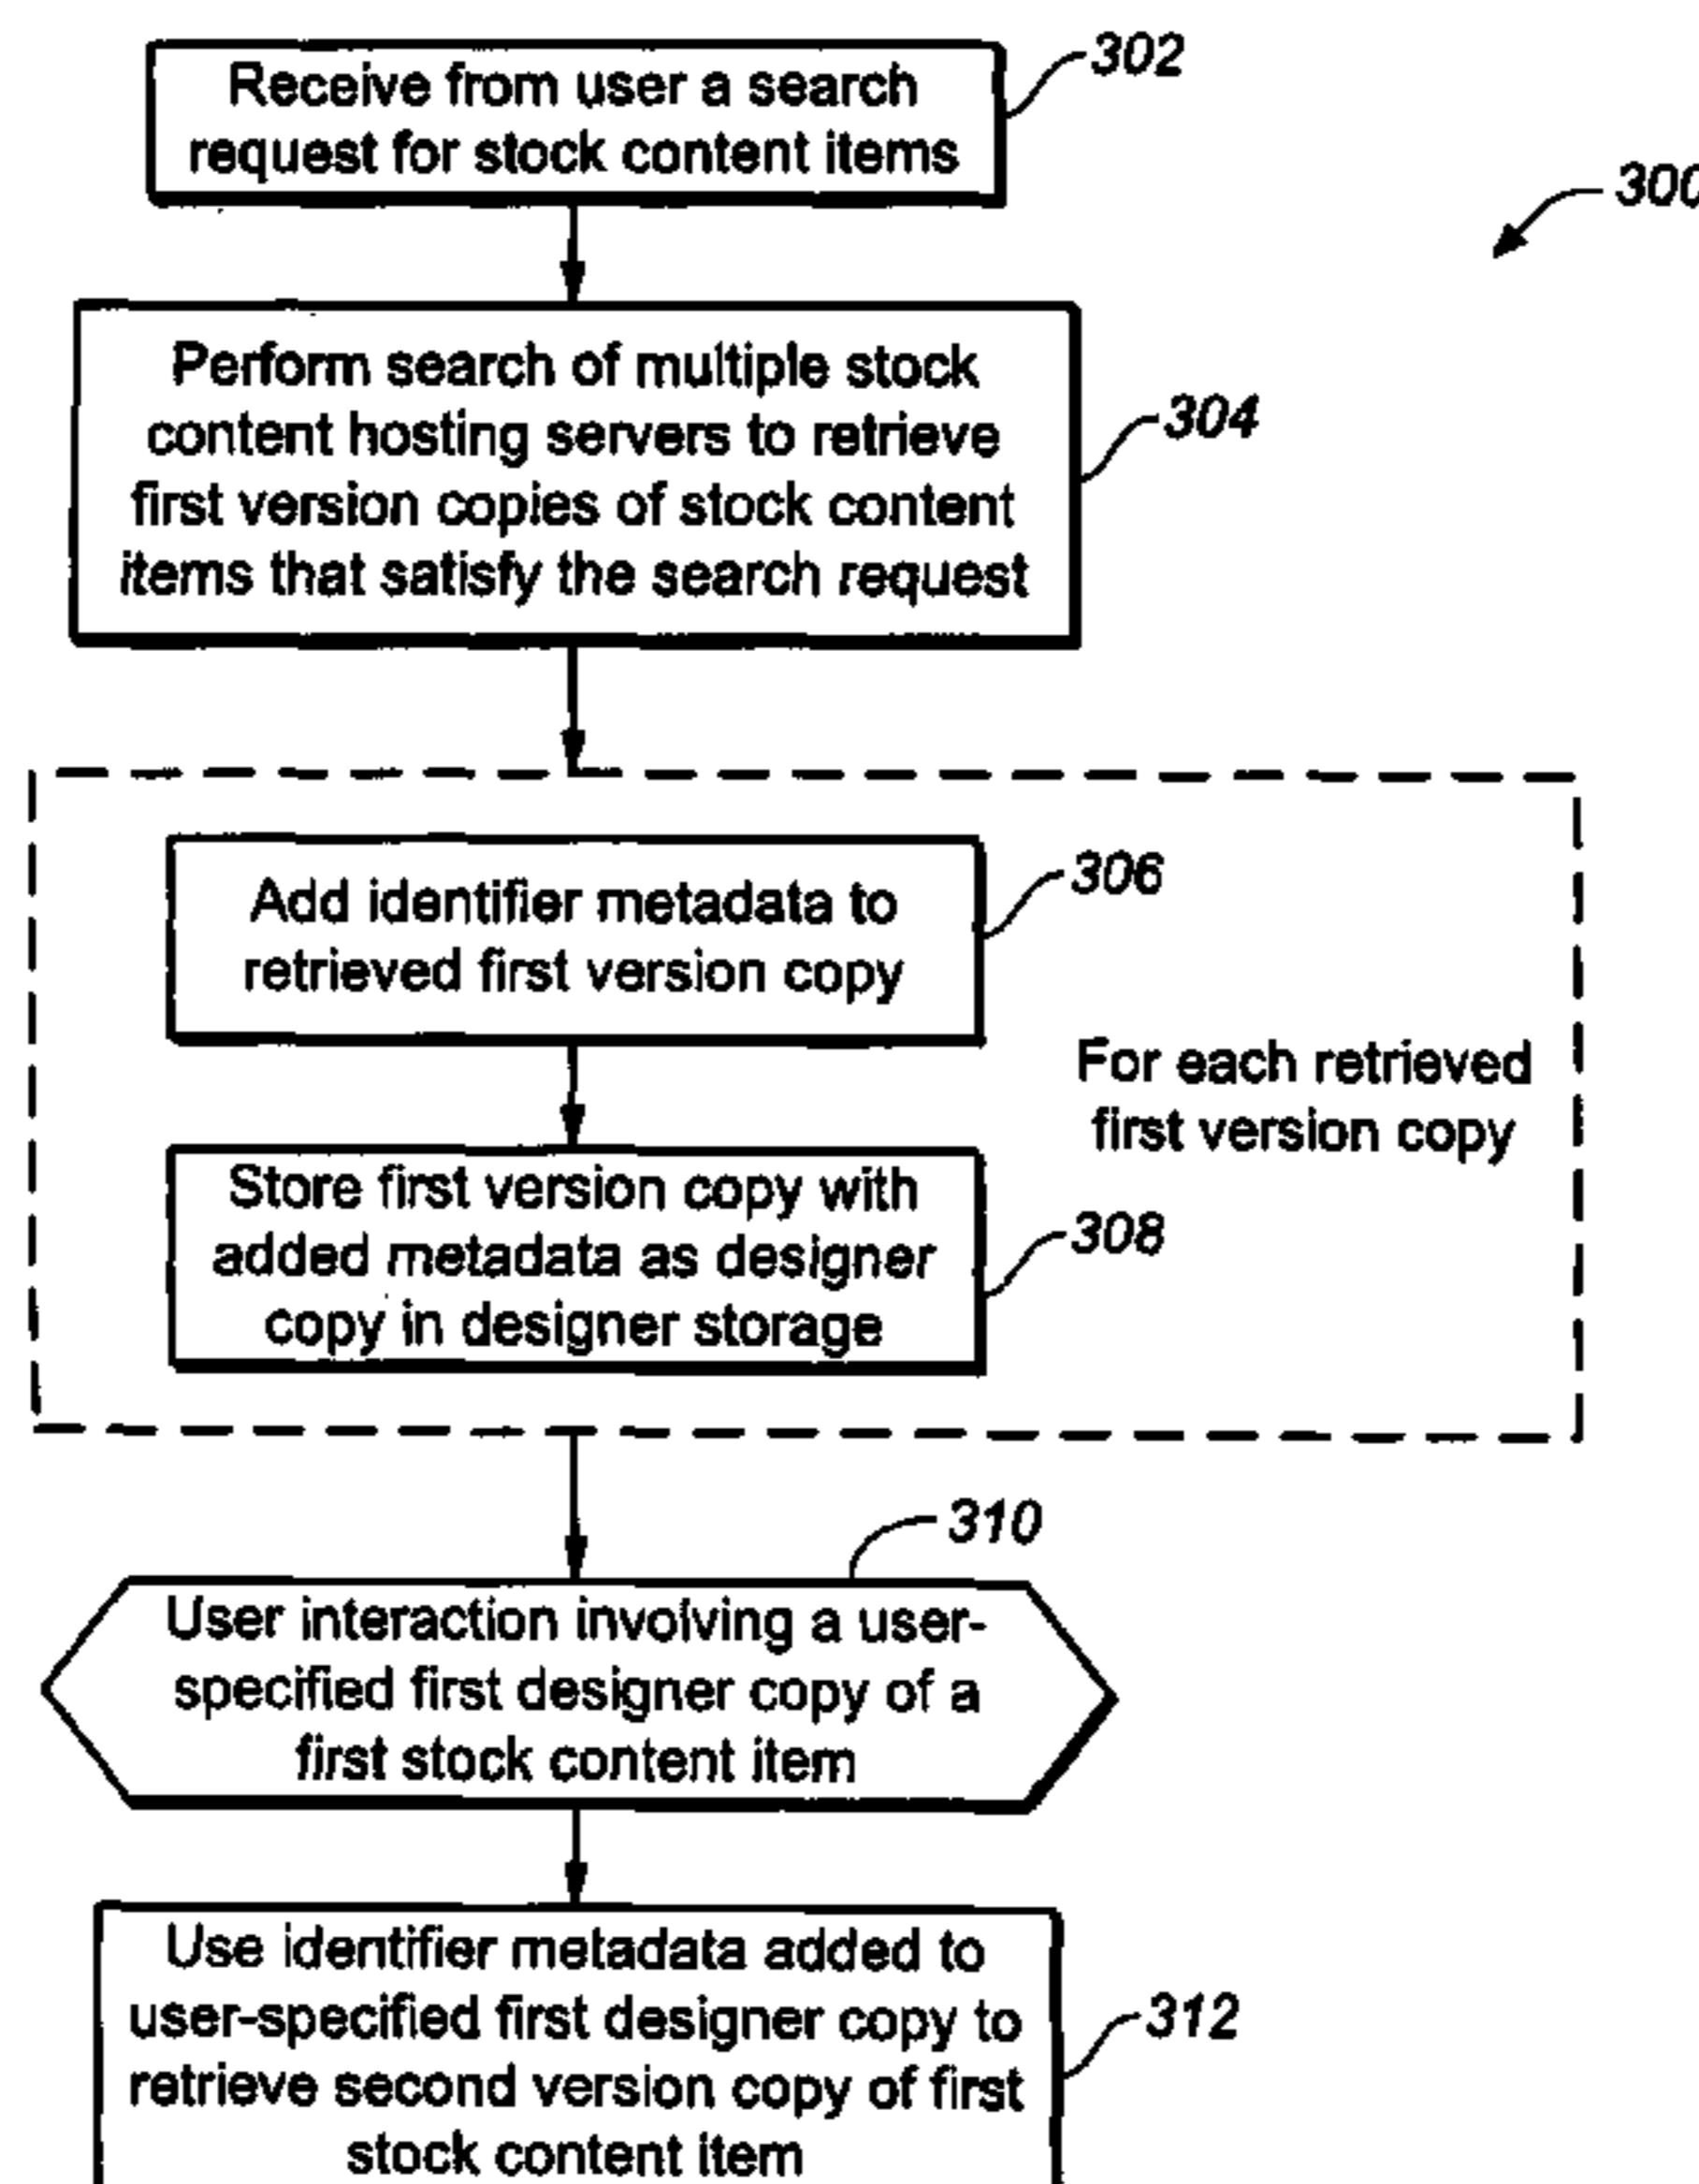 Receive from user a search
request for stock content items
302
300
Perform search of multiple stock
content hosting servers to retrieve
first version copies of stock content
items that satisfy the search request
304
Add identifier metadata to
retrieved first version copy
306
For each retrieved
first version copy
Store first version copy with
added metadata as designer
copy in designer storage
308
310
User interaction involving a user-
specified first designer copy of a
first stock content item
Use identifier metadata added to
user-specified first designer copy to
retrieve second version copy of first
stock content item
312